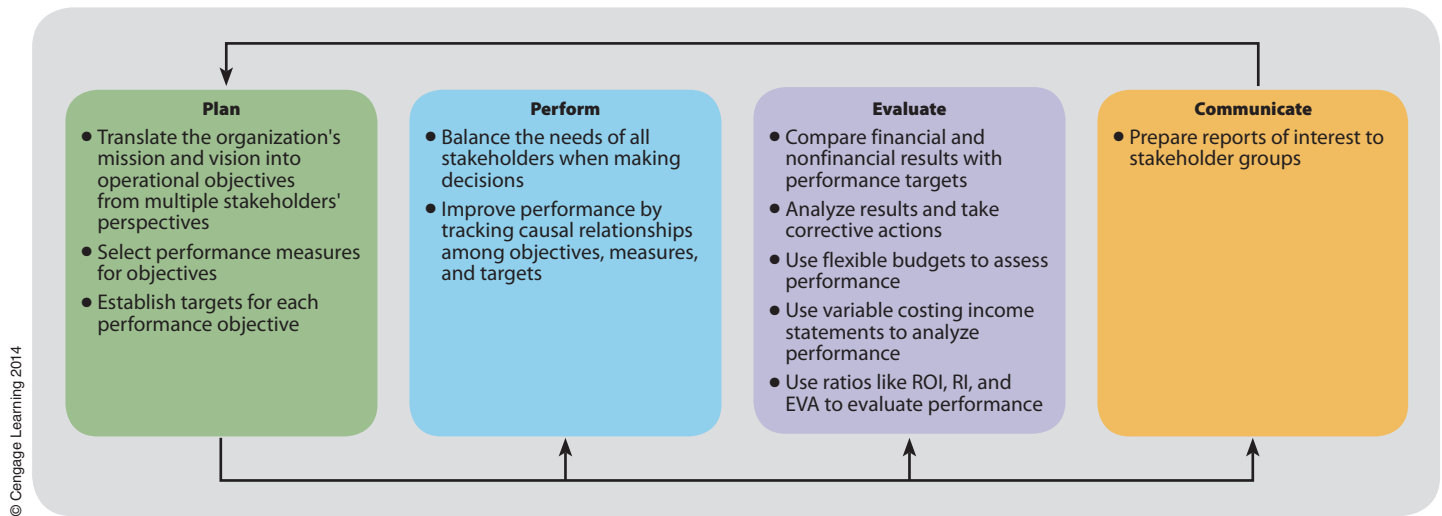 Plan
● Translate the organization's
mission and vision into
operational objectives
from multiple stakeholders'
perspectives
● Select performance measures
for objectives
● Establish targets for each
performance objective
Perform
● Balance the needs of all
stakeholders when making
decisions
● Improve performance by
tracking causal relationships
among objectives, measures,
and targets
Evaluate
● Compare financial and
nonfinancial results with
performance targets
● Analyze results and take
corrective actions
● Use flexible budgets to assess
performance
● Use variable costing income
statements to analyze
performance
● Use ratios like ROI, RI, and
EVA to evaluate performance
Communicate
● Prepare reports of interest to
stakeholder groups
© Cengage Learning 2014